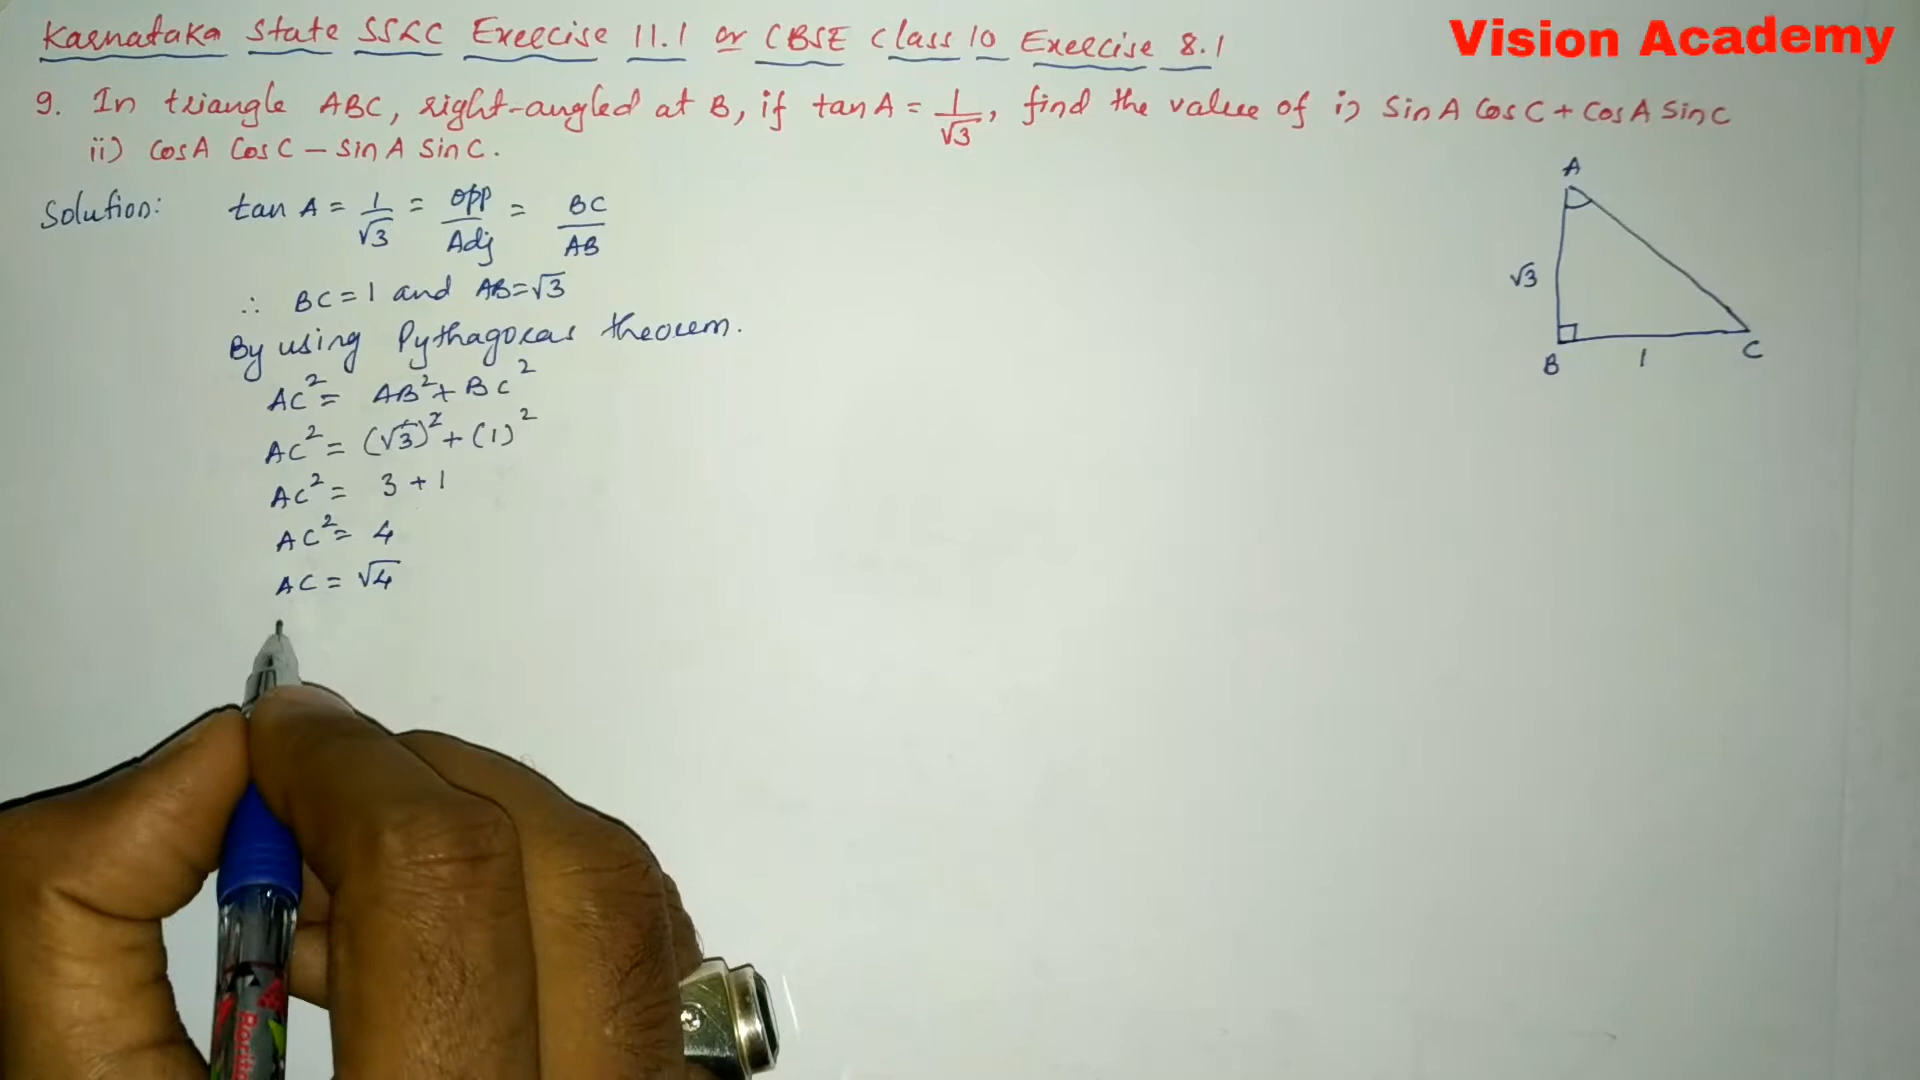 Karnataka State SSLC Exercise 11.1 or CBSE Class 10 Exercise 8.1
Vision Academy
9. In triangle ABC, right-angled at B, if tan A = 1/√3, find the value of i) Sin A Cos C + Cos A Sin C
ii) Cos A Cos C – Sin A Sin C.
Solution: tan A = 1/√3 = opp/Adj = BC/AB
∴ BC = 1 and AB = √3
By using Pythagoras theorem.
AC² = AB² + BC²
AC² = (√3)² + (1)²
AC² = 3 + 1
AC² = 4
AC = √4
A
√3
B
1
C